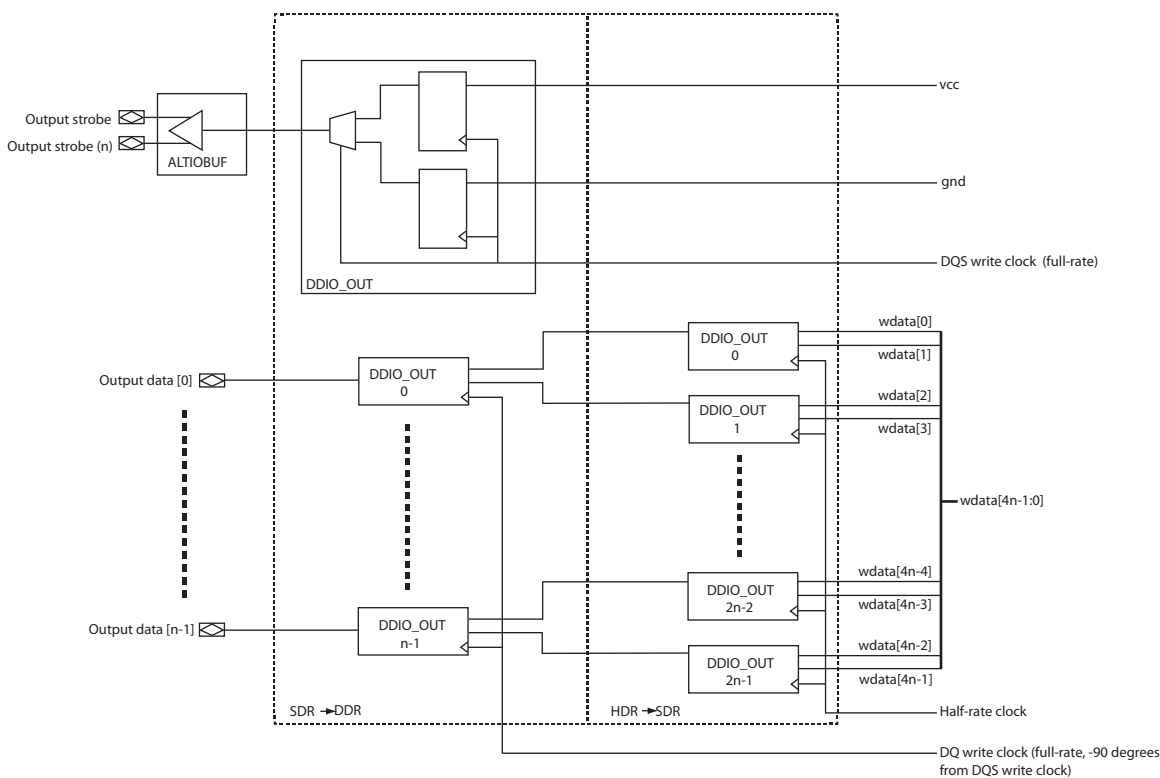 vcc
Output strobe
Output strobe (n)
ALTIOBUF
gnd
DQS write clock (full-rate)
DDIO_OUT
wdata[0]
DDIO_OUT
0
wdata[1]
Output data [0]
DDIO_OUT
0
wdata[2]
DDIO_OUT
1
wdata[3]
wdata[4n-1:0]
wdata[4n-4]
DDIO_OUT
2n-2
wdata[4n-3]
Output data [n-1]
DDIO_OUT
n-1
wdata[4n-2]
DDIO_OUT
2n-1
wdata[4n-1]
SDR → DDR
HDR → SDR
Half-rate clock
DQ write clock (full-rate, -90 degrees
from DQS write clock)